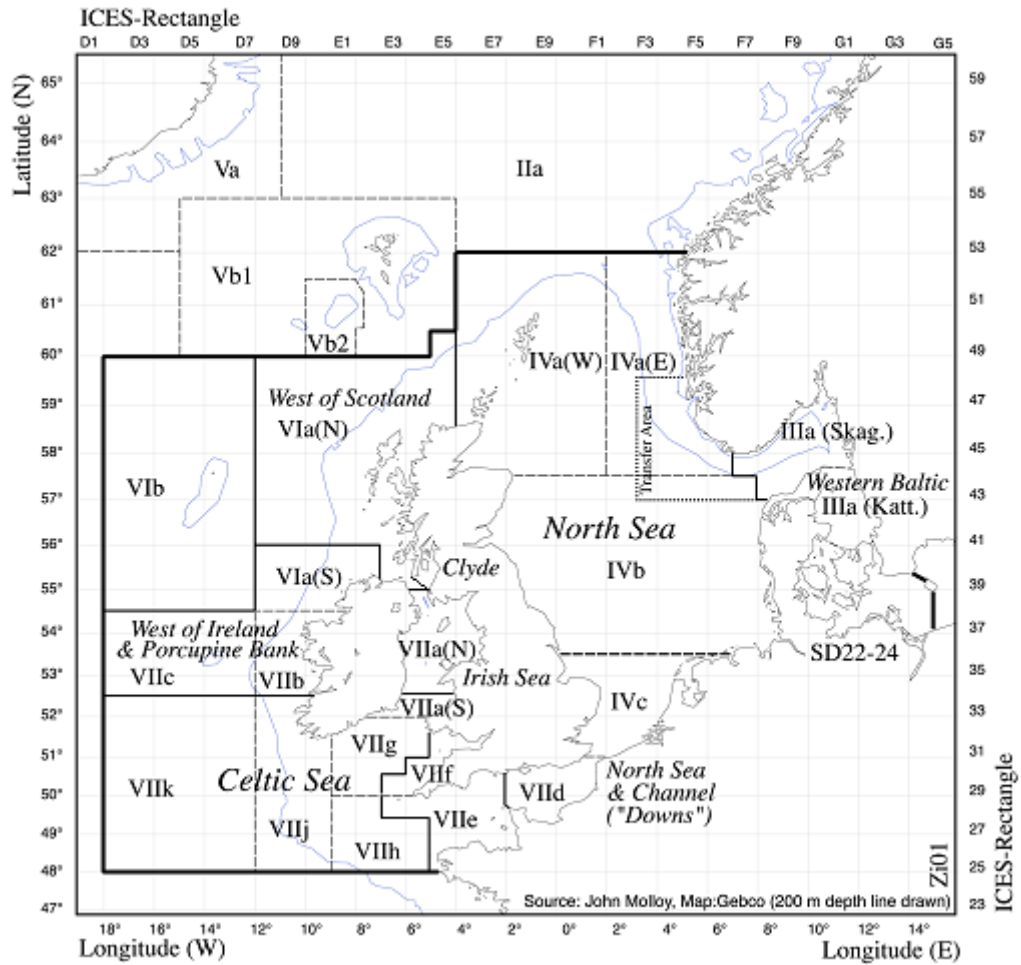 ICES-Rectangle
D1 D3 D5 D7 D9 E1 E3 E5 E7 E9 F1 F3 F5 F7 F9 G1 G3 G5
Latitude (N)
65° 59
64° 57
Va IIa
63° 55
62° 53
Vb1
61° 51
Vb2
60° 49
IVa(W) IVa(E)
West of Scotland
59° 47
VIa(N)
Transfer Area
IIIa (Skag.)
58° 45
VIb
Western Baltic
57° 43
IIIa (Katt.)
North Sea
56° 41
Clyde
VIa(S) IVb
55° 39
West of Ireland
& Porcupine Bank
54° 37
VIIa(N)
SD22-24
VIIc VIIb
Irish Sea
53° 35
IVc
VIIa(S)
52° 33
VIIg
51° 31
Celtic Sea
VIIf
North Sea
& Channel
("Downs")
VIIk VIId
50° 29
VIIj VIIe
49° 27
VIIh
48° 25
Zi01
ICES-Rectangle
47° 23
Source: John Molloy, Map:Gebco (200 m depth line drawn)
18° 16° 14° 12° 10° 8° 6° 4° 2° 0° 2° 4° 6° 8° 10° 12° 14°
Longitude (W) Longitude (E)